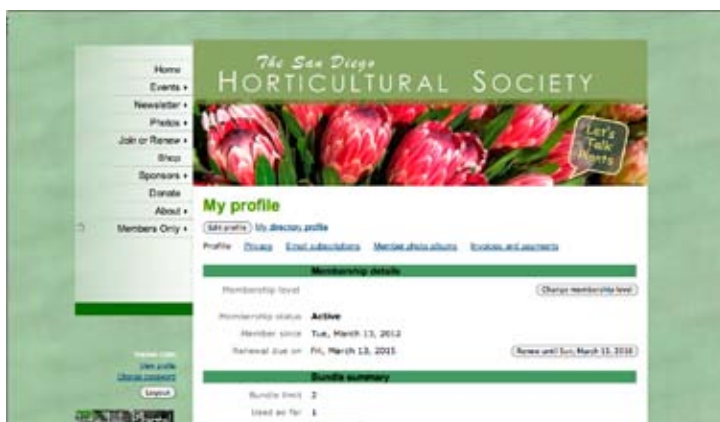 The San Diego
HORTICULTURAL SOCIETY
Let's
Talk
Plants
Home
Events
Newsletter
Photos
Join or Renew
Shop
Sponsors
Donate
About
Members Only
My profile
Edit profile My directory profile
Profile Privacy Email subscriptions Member photo albums Invoices and payments
Membership details
Membership level Change membership level
Membership status Active
Member since Tue, March 13, 2012
Renewal due on Fri, March 13, 2015 Renew until Sun, March 13, 2016
Bundle summary
Bundle limit 2
Used so far 1
View profile
Change password
Logout